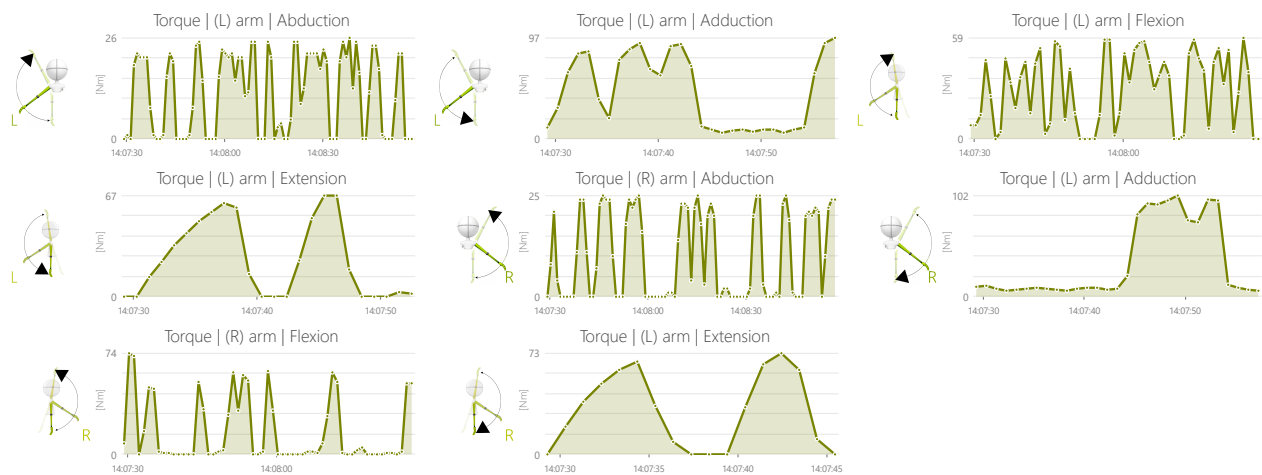 Torque | (L) arm | Abduction
26
[Nm]
0
14:07:30 14:08:00 14:08:30
L
Torque | (L) arm | Adduction
97
[Nm]
0
14:07:30 14:07:40 14:07:50
L
Torque | (L) arm | Flexion
59
[Nm]
0
14:07:30 14:08:00
L
Torque | (L) arm | Extension
67
[Nm]
0
14:07:30 14:07:40 14:07:50
L
Torque | (R) arm | Abduction
25
[Nm]
0
14:07:30 14:08:00 14:08:30
R
Torque | (L) arm | Adduction
102
[Nm]
0
14:07:30 14:07:40 14:07:50
R
Torque | (R) arm | Flexion
74
[Nm]
0
14:07:30 14:08:00
R
Torque | (L) arm | Extension
73
[Nm]
0
14:07:30 14:07:35 14:07:40 14:07:45
R